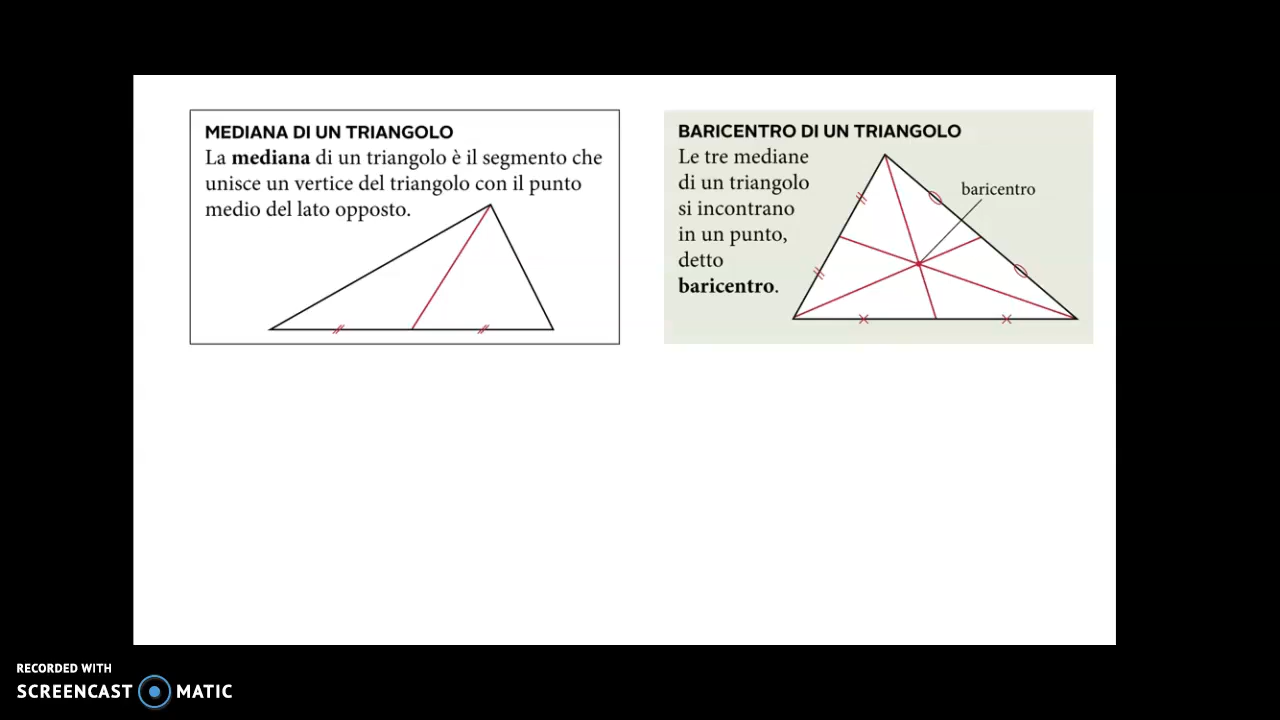 MEDIANA DI UN TRIANGOLO
La mediana di un triangolo è il segmento che
unisce un vertice del triangolo con il punto
medio del lato opposto.
BARICENTRO DI UN TRIANGOLO
Le tre mediane
di un triangolo
si incontrano
in un punto,
detto
baricentro.
baricentro
RECORDED WITH
SCREENCAST MATIC